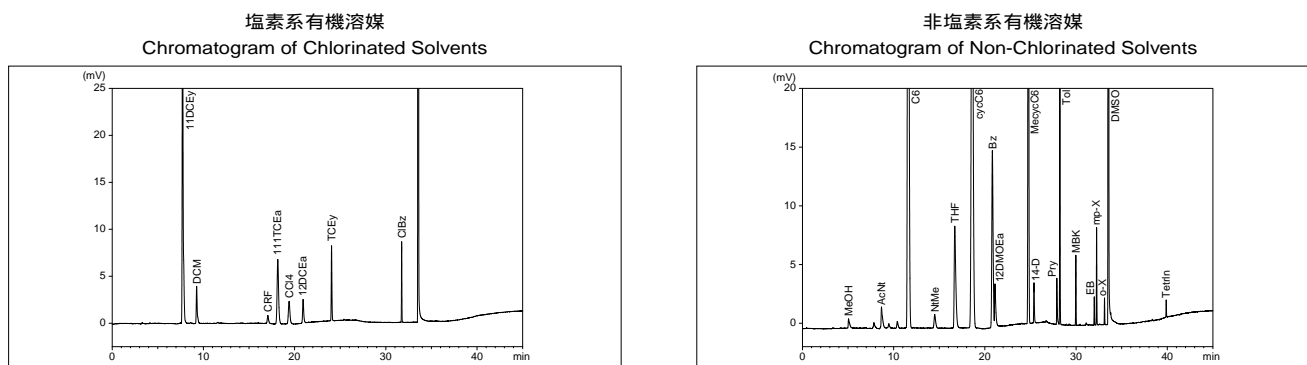 塩素系有機溶媒
Chromatogram of Chlorinated Solvents
(mV)
25
20
15
10
5
0
11DCEy
DCM
CRF
111TCEa
CCl4
12DCEa
TCEy
ClBz
0
10
20
30
40
min
非塩素系有機溶媒
Chromatogram of Non-Chlorinated Solvents
(mV)
20
15
10
5
0
MeOH
AcNt
C6
NtMe
THF
cycC6
Bz
12DMOEa
MecycC6
14-D
Pry
Tol
MBK
EB
mp-X
o-X
DMSO
Tetrln
0
10
20
30
40
min